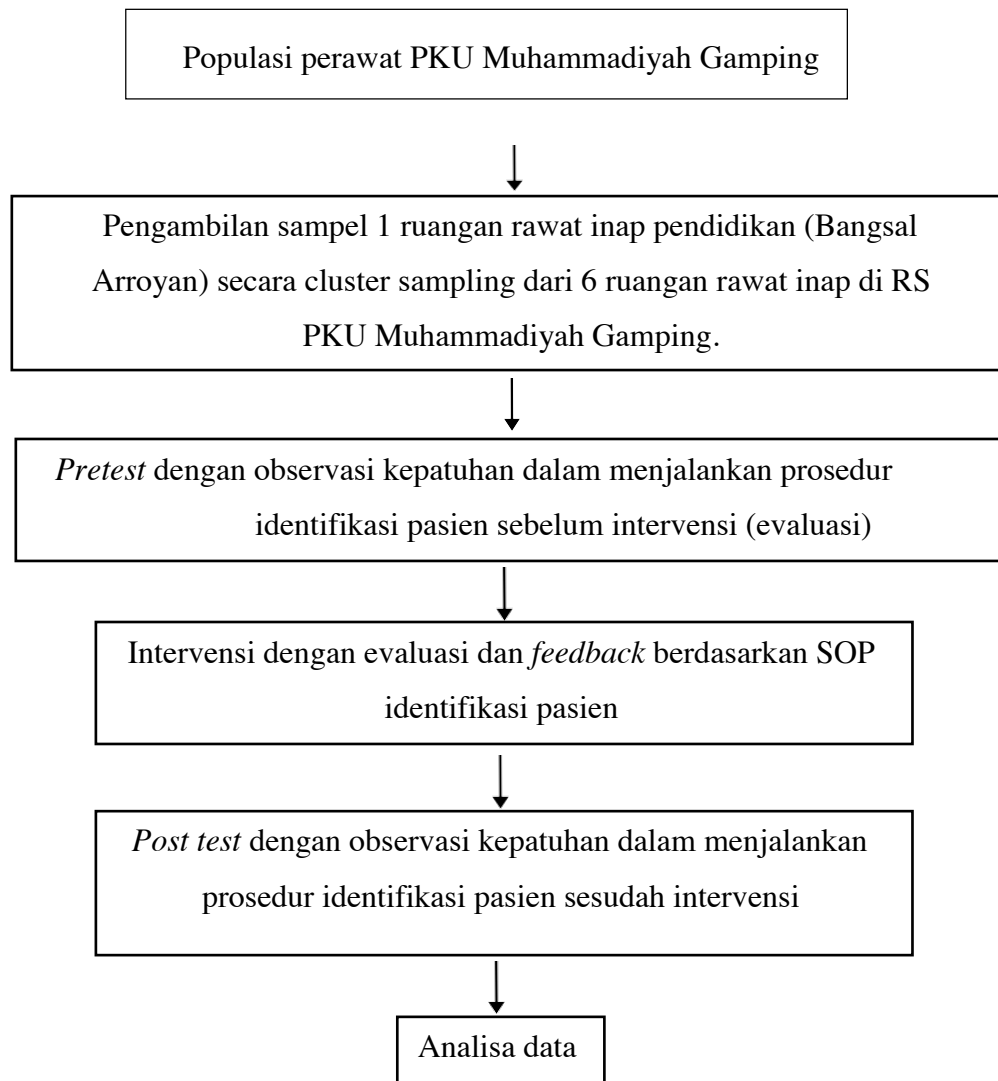 Populasi perawat PKU Muhammadiyah Gamping
Pengambilan sampel 1 ruangan rawat inap pendidikan (Bangsal
Arroyan) secara cluster sampling dari 6 ruangan rawat inap di RS
PKU Muhammadiyah Gamping.
Pretest dengan observasi kepatuhan dalam menjalankan prosedur
identifikasi pasien sebelum intervensi (evaluasi)
Intervensi dengan evaluasi dan feedback berdasarkan SOP
identifikasi pasien
Post test dengan observasi kepatuhan dalam menjalankan
prosedur identifikasi pasien sesudah intervensi
Analisa data